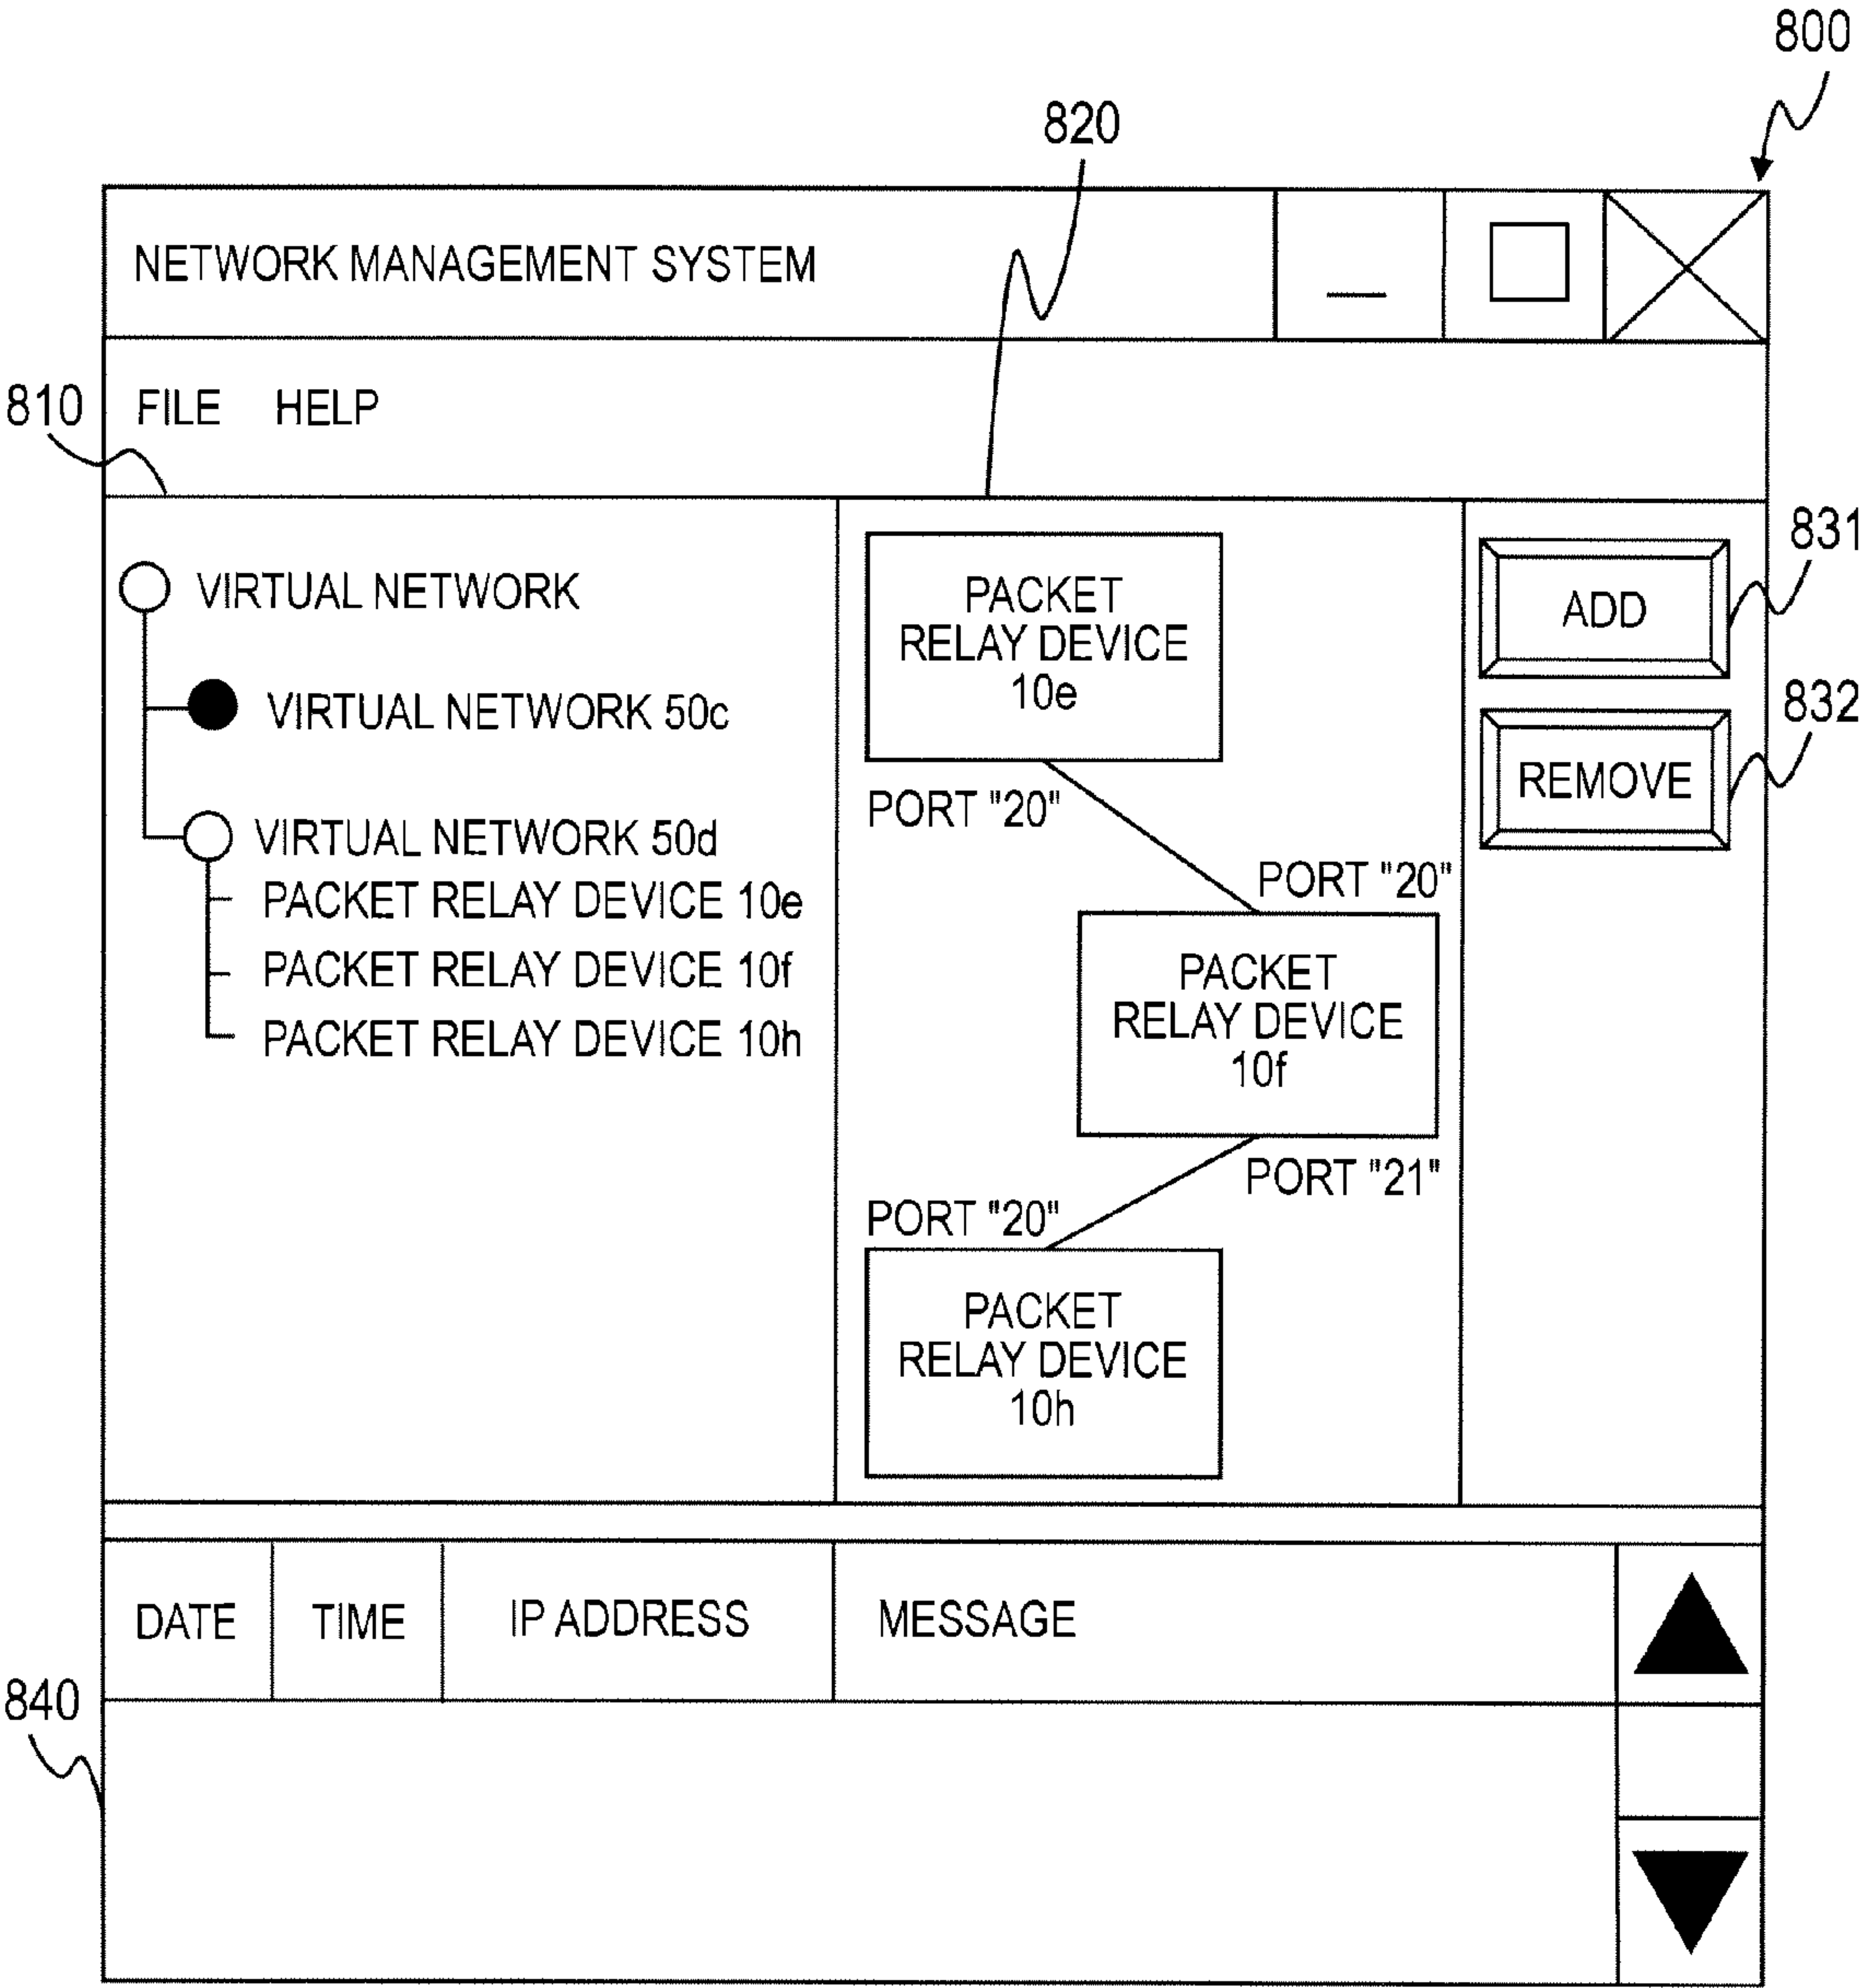 800
820
NETWORK MANAGEMENT SYSTEM
810
FILE HELP
VIRTUAL NETWORK
VIRTUAL NETWORK 50c
VIRTUAL NETWORK 50d
PACKET RELAY DEVICE 10e
PACKET RELAY DEVICE 10f
PACKET RELAY DEVICE 10h
PACKET
RELAY DEVICE
10e
PORT "20"
PORT "20"
PACKET
RELAY DEVICE
10f
PORT "21"
PORT "20"
PACKET
RELAY DEVICE
10h
831
ADD
832
REMOVE
DATE TIME IP ADDRESS MESSAGE
840